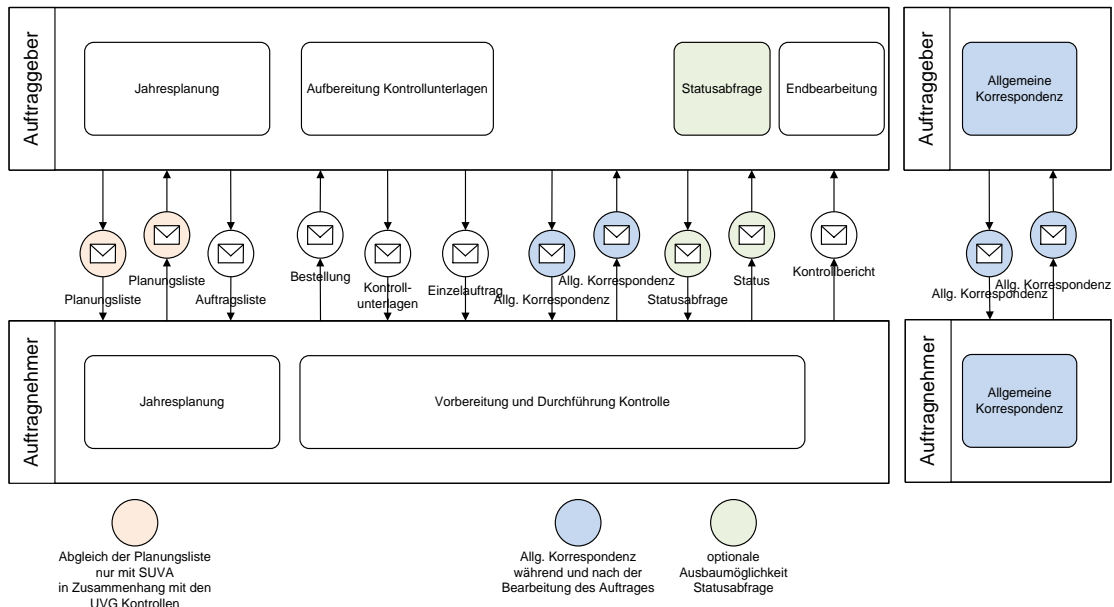 Auftraggeber
Jahresplanung
Aufbereitung Kontrollunterlagen
Statusabfrage
Endbearbeitung
Planungsliste
Planungsliste
Auftragsliste
Bestellung
Kontroll-
unterlagen
Einzelauftrag
Allg. Korrespondenz
Allg. Korrespondenz
Statusabfrage
Status
Kontrollbericht
Auftragnehmer
Jahresplanung
Vorbereitung und Durchführung Kontrolle
Auftraggeber
Allgemeine
Korrespondenz
Allg. Korrespondenz
Allg. Korrespondenz
Auftragnehmer
Allgemeine
Korrespondenz
Abgleich der Planungsliste
nur mit SUVA
in Zusammenhang mit den
UVG Kontrollen
Allg. Korrespondenz
während und nach der
Bearbeitung des Auftrages
optionale
Ausbaumöglichkeit
Statusabfrage